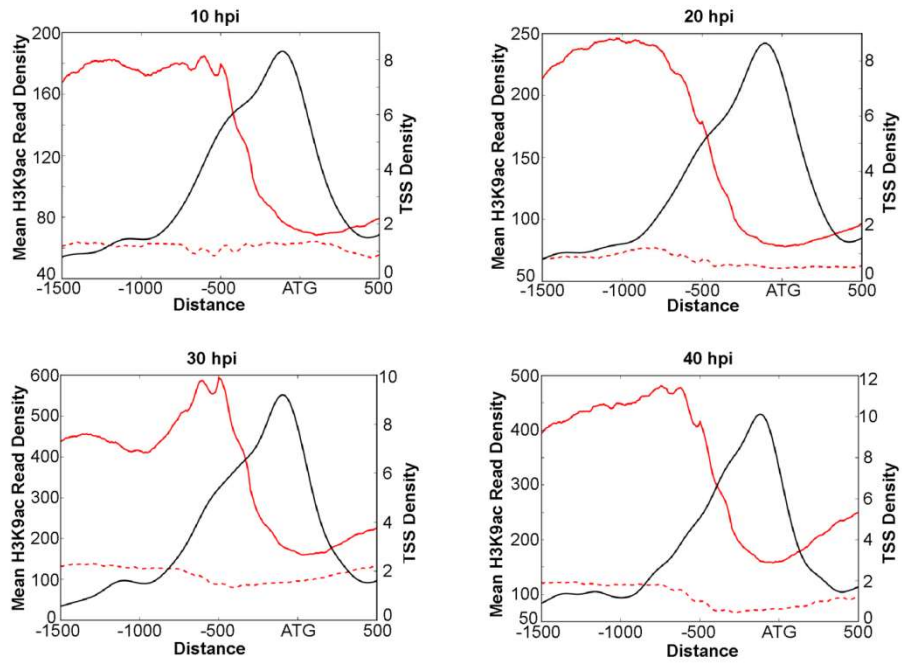 10 hpi
Mean H3K9ac Read Density
200
160
120
80
40
8
6
4
2
0
TSS Density
-1500 -1000 -500 ATG 500
Distance
20 hpi
Mean H3K9ac Read Density
250
200
150
100
50
8
6
4
2
0
TSS Density
-1500 -1000 -500 ATG 500
Distance
30 hpi
Mean H3K9ac Read Density
600
500
400
300
200
100
0
10
8
6
4
2
0
TSS Density
-1500 -1000 -500 ATG 500
Distance
40 hpi
Mean H3K9ac Read Density
500
400
300
200
100
50
12
10
8
6
4
2
0
TSS Density
-1500 -1000 -500 ATG 500
Distance